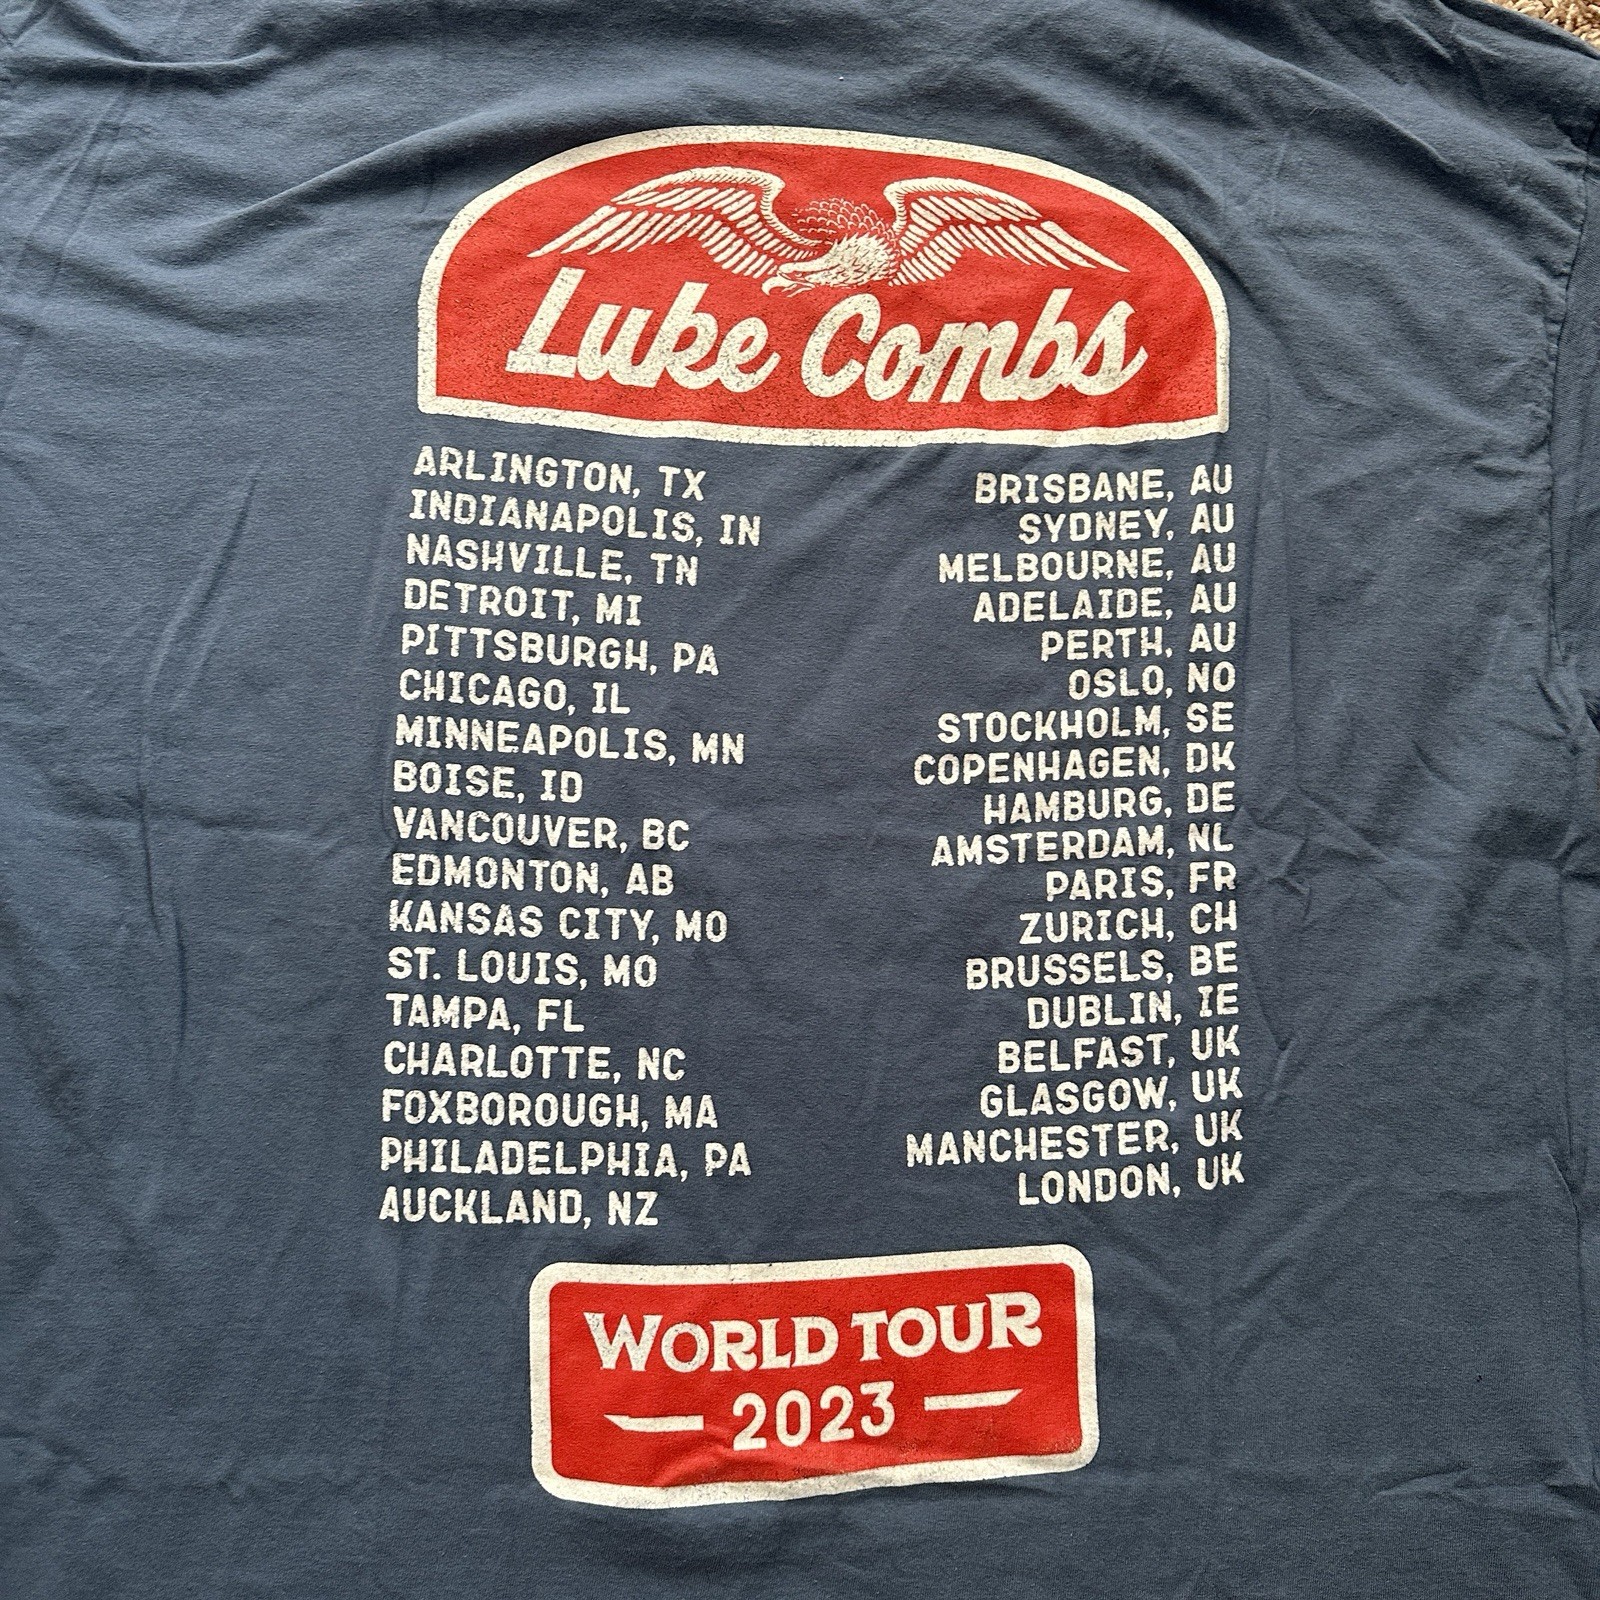 Luke Combs
ARLINGTON, TX
INDIANAPOLIS, IN
NASHVILLE, TN
DETROIT, MI
PITTSBURGH, PA
CHICAGO, IL
MINNEAPOLIS, MN
BOISE, ID
VANCOUVER, BC
EDMONTON, AB
KANSAS CITY, MO
ST. LOUIS, MO
TAMPA, FL
CHARLOTTE, NC
FOXBOROUGH, MA
PHILADELPHIA, PA
AUCKLAND, NZ
BRISBANE, AU
SYDNEY, AU
MELBOURNE, AU
ADELAIDE, AU
PERTH, AU
OSLO, NO
STOCKHOLM, SE
COPENHAGEN, DK
HAMBURG, DE
AMSTERDAM, NL
PARIS, FR
ZURICH, CH
BRUSSELS, BE
DUBLIN, IE
BELFAST, UK
GLASGOW, UK
MANCHESTER, UK
LONDON, UK
WORLD TOUR
2023